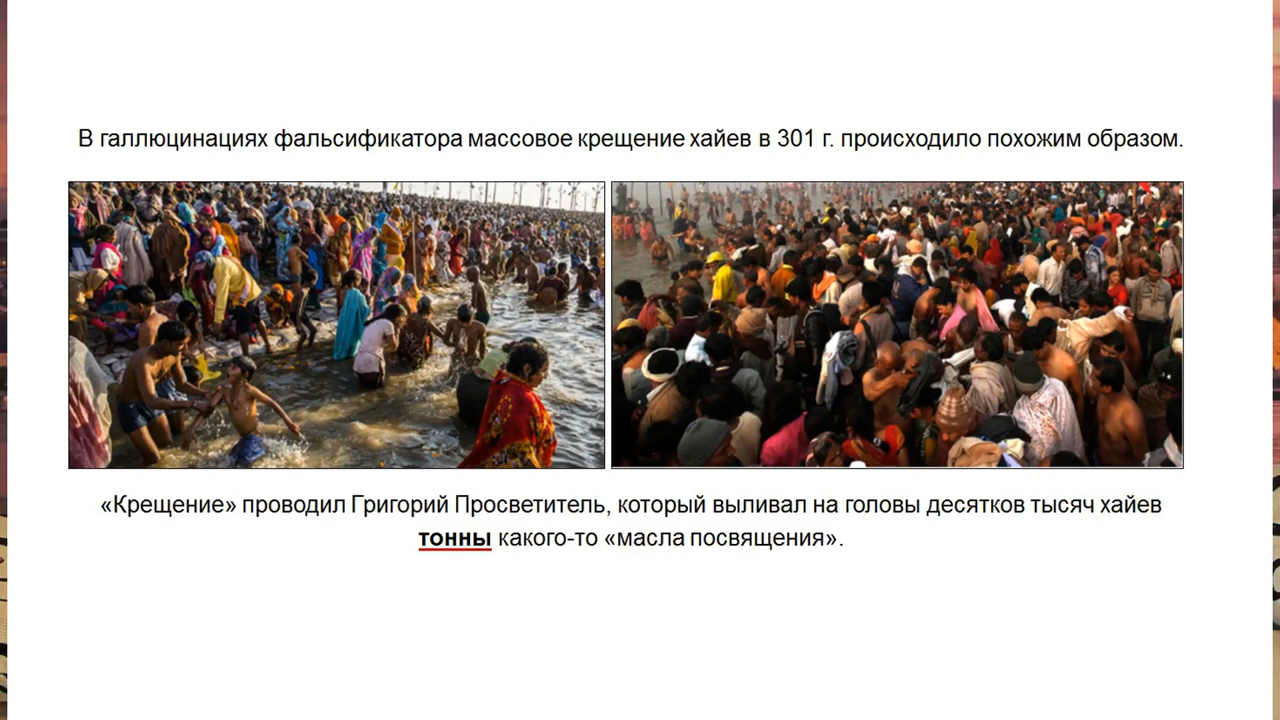 В галлюцинациях фальсификатора массовое крещение хайев в 301 г. происходило похожим образом.
«Крещение» проводил Григорий Просветитель, который выливал на головы десятков тысяч хайев
тонны какого-то «масла посвящения».